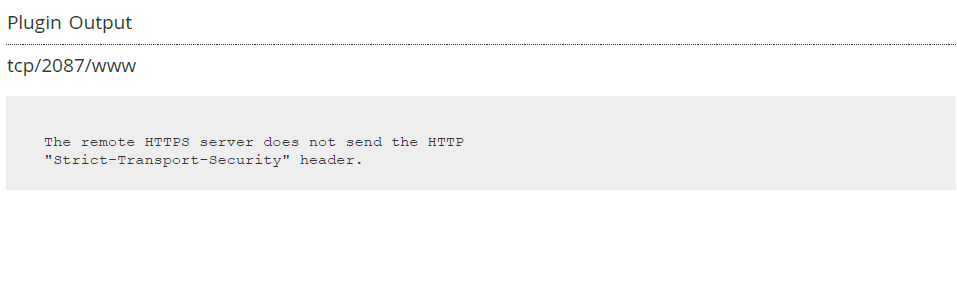 Plugin Output
tcp/2087/www
The remote HTTPS server does not send the HTTP
"Strict-Transport-Security" header.